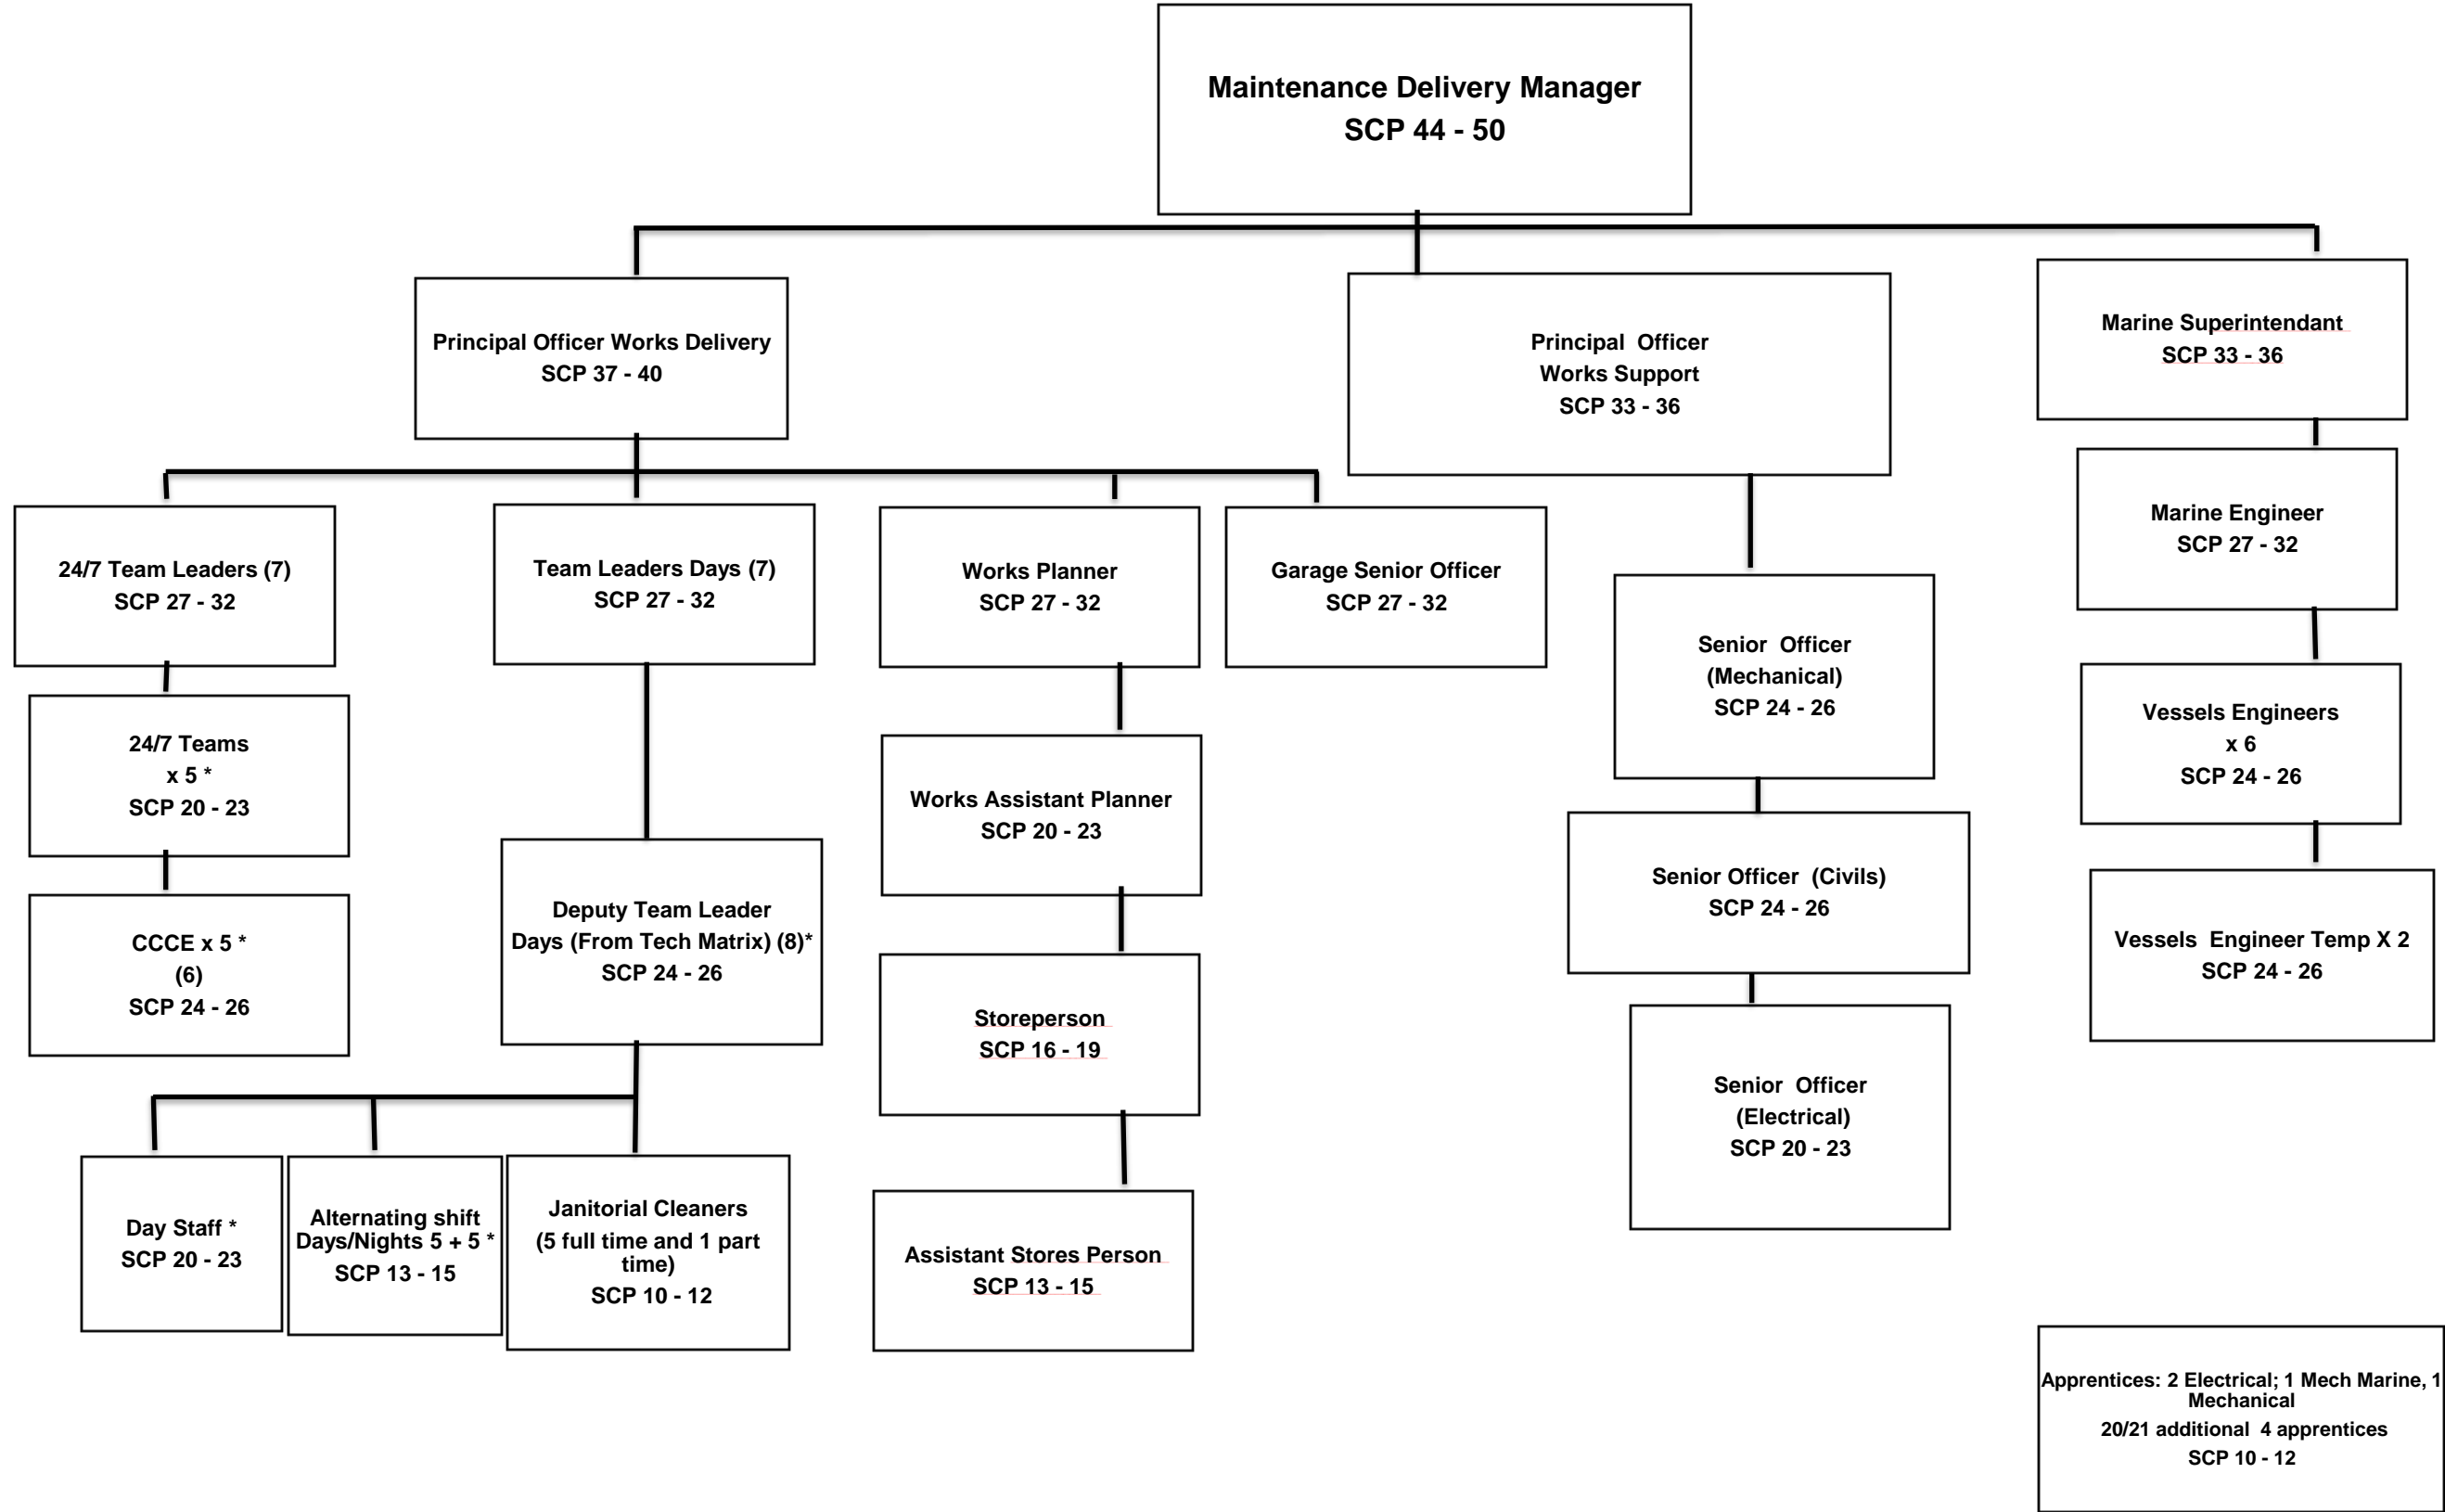 Maintenance Delivery Manager
SCP 44 - 50
Principal Officer Works Delivery
SCP 37 - 40
Principal  Officer
Works Support
SCP 33 - 36
Marine Superintendant
SCP 33 - 36
24/7 Team Leaders (7)
SCP 27 - 32
Team Leaders Days (7)
SCP 27 - 32
Works Planner
SCP 27 - 32
Garage Senior Officer
SCP 27 - 32
Marine Engineer
SCP 27 - 32
Senior  Officer
(Mechanical)
SCP 24 - 26
24/7 Teams
x 5 *
SCP 20 - 23
Works Assistant Planner
SCP 20 - 23
Vessels Engineers
x 6
SCP 24 - 26
Deputy Team Leader
Days (From Tech Matrix) (8)*
SCP 24 - 26
Senior Officer  (Civils)
SCP 24 - 26
CCCE x 5 *
(6)
SCP 24 - 26
Vessels  Engineer Temp X 2
SCP 24 - 26
Storeperson
SCP 16 - 19
Senior  Officer
(Electrical)
SCP 20 - 23
Day Staff *
SCP 20 - 23
Alternating shift
Days/Nights 5 + 5 *
SCP 13 - 15
Janitorial Cleaners
(5 full time and 1 part
time)
SCP 10 - 12
Assistant Stores Person
SCP 13 - 15
Apprentices: 2 Electrical; 1 Mech Marine, 1
Mechanical
20/21 additional  4 apprentices
SCP 10 - 12